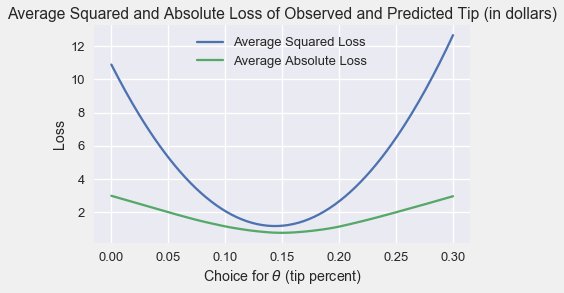 Average Squared and Absolute Loss of Observed and Predicted Tip (in dollars)
Average Squared Loss
Average Absolute Loss
12
10
8
6
4
2
Loss
0.00 0.05 0.10 0.15 0.20 0.25 0.30
Choice for θ (tip percent)